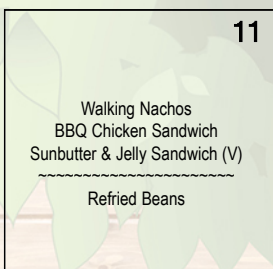 11
Walking Nachos
BBQ Chicken Sandwich
Sunbutter & Jelly Sandwich (V)
~~~~~~~~~~~~~~~~~~~~~~
Refried Beans